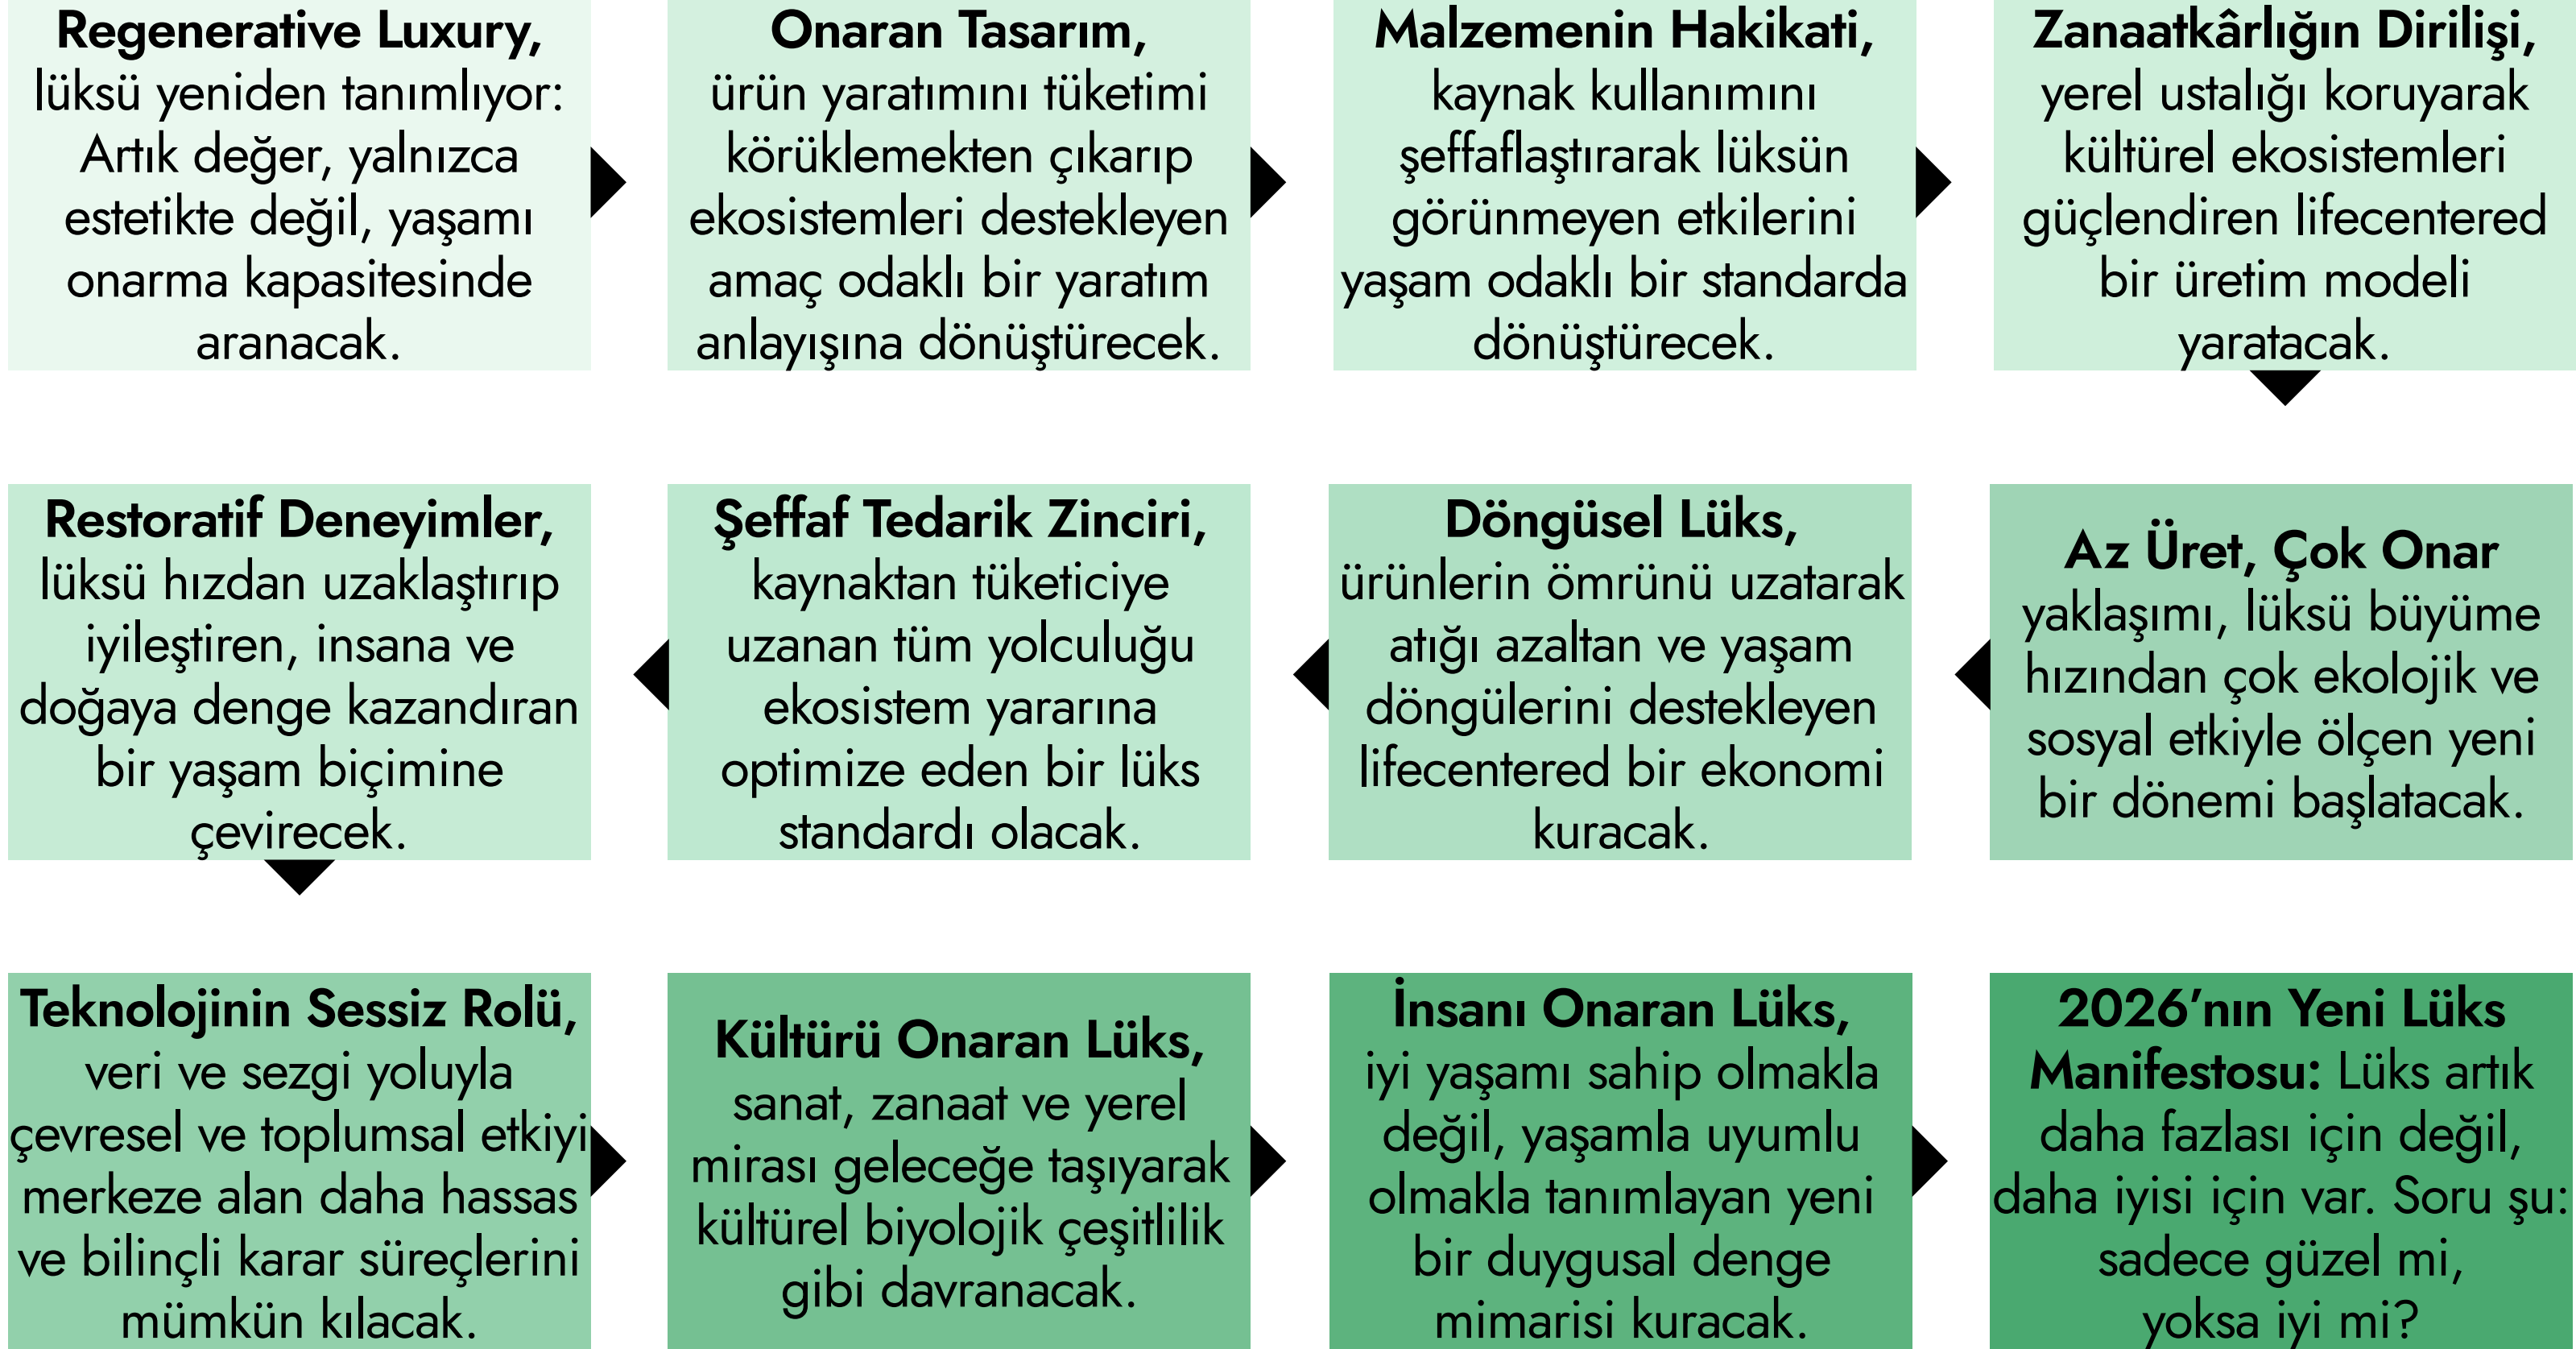 Regenerative Luxury,
lüksü yeniden tanımlıyor:
Artık değer, yalnızca
estetikte değil, yaşamı
onarma kapasitesinde
aranacak.
Onaran Tasarım,
ürün yaratımını tüketimi
körüklemekten çıkarıp
ekosistemleri destekleyen
amaç odaklı bir yaratım
anlayışına dönüştürecek.
Malzemenin Hakikati,
kaynak kullanımını
şeffaflaştırarak lüksün
görünmeyen etkilerini
yaşam odaklı bir standarda
dönüştürecek.
Zanaatkârlığın Dirilişi,
yerel ustalığı koruyarak
kültürel ekosistemleri
güçlendiren lifecentered
bir üretim modeli
yaratacak.
Az Üret, Çok Onar
yaklaşımı, lüksü büyüme
hızından çok ekolojik ve
sosyal etkiyle ölçen yeni
bir dönemi başlatacak.
Döngüsel Lüks,
ürünlerin ömrünü uzatarak
atığı azaltan ve yaşam
döngülerini destekleyen
lifecentered bir ekonomi
kuracak.
Şeffaf Tedarik Zinciri,
kaynaktan tüketiciye
uzanan tüm yolculuğu
ekosistem yararına
optimize eden bir lüks
standardı olacak.
Restoratif Deneyimler,
lüksü hızdan uzaklaştırıp
iyileştiren, insana ve
doğaya denge kazandıran
bir yaşam biçimine
çevirecek.
Teknolojinin Sessiz Rolü,
veri ve sezgi yoluyla
çevresel ve toplumsal etkiyi
merkeze alan daha hassas
ve bilinçli karar süreçlerini
mümkün kılacak.
Kültürü Onaran Lüks,
sanat, zanaat ve yerel
mirası geleceğe taşıyarak
kültürel biyolojik çeşitlilik
gibi davranacak.
İnsanı Onaran Lüks,
iyi yaşamı sahip olmakla
değil, yaşamla uyumlu
olmakla tanımlayan yeni
bir duygusal denge
mimarisi kuracak.
2026’nın Yeni Lüks
Manifestosu: Lüks artık
daha fazlası için değil,
daha iyisi için var. Soru şu:
sadece güzel mi,
yoksa iyi mi?